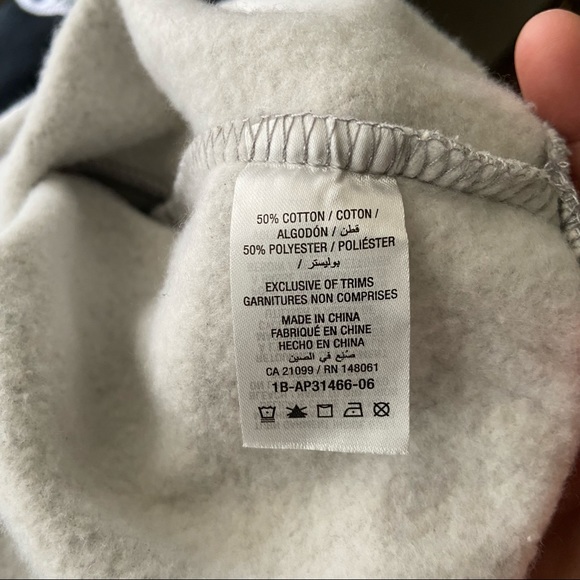 50% COTTON / COTON /
ALGODÓN / قطن
50% POLYESTER / POLIÉSTER
/ بوليستر
EXCLUSIVE OF TRIMS
GARNITURES NON COMPRISES
MADE IN CHINA
FABRIQUÉ EN CHINE
HECHO EN CHINA
صنع في الصين
CA 21099 / RN 148061
1B-AP31466-06